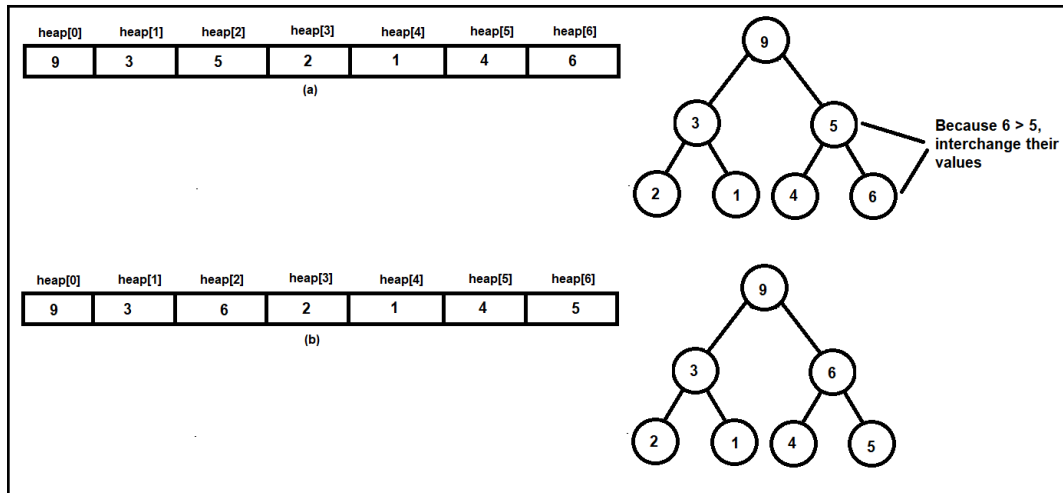 heap[0] heap[1] heap[2] heap[3] heap[4] heap[5] heap[6]
9 3 5 2 1 4 6
(a)
9
3 5
2 1 4 6
Because 6 > 5,
interchange their
values
heap[0] heap[1] heap[2] heap[3] heap[4] heap[5] heap[6]
9 3 6 2 1 4 5
(b)
9
3 6
2 1 4 5